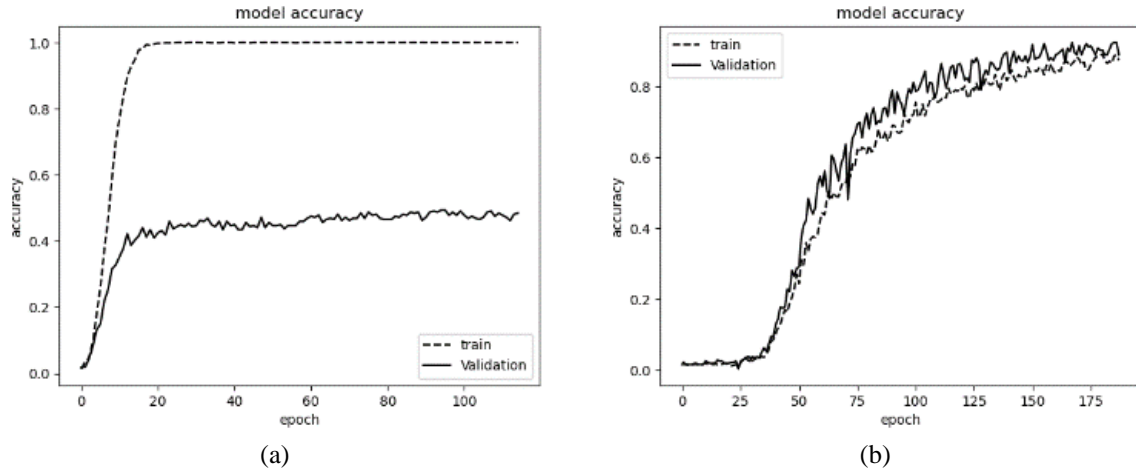 model accuracy
1.0
0.8
0.6
0.4
0.2
0.0
accuracy
train
Validation
0 20 40 60 80 100
epoch
(a)
model accuracy
train
Validation
0.8
0.6
0.4
0.2
0.0
accuracy
0 25 50 75 100 125 150 175
epoch
(b)